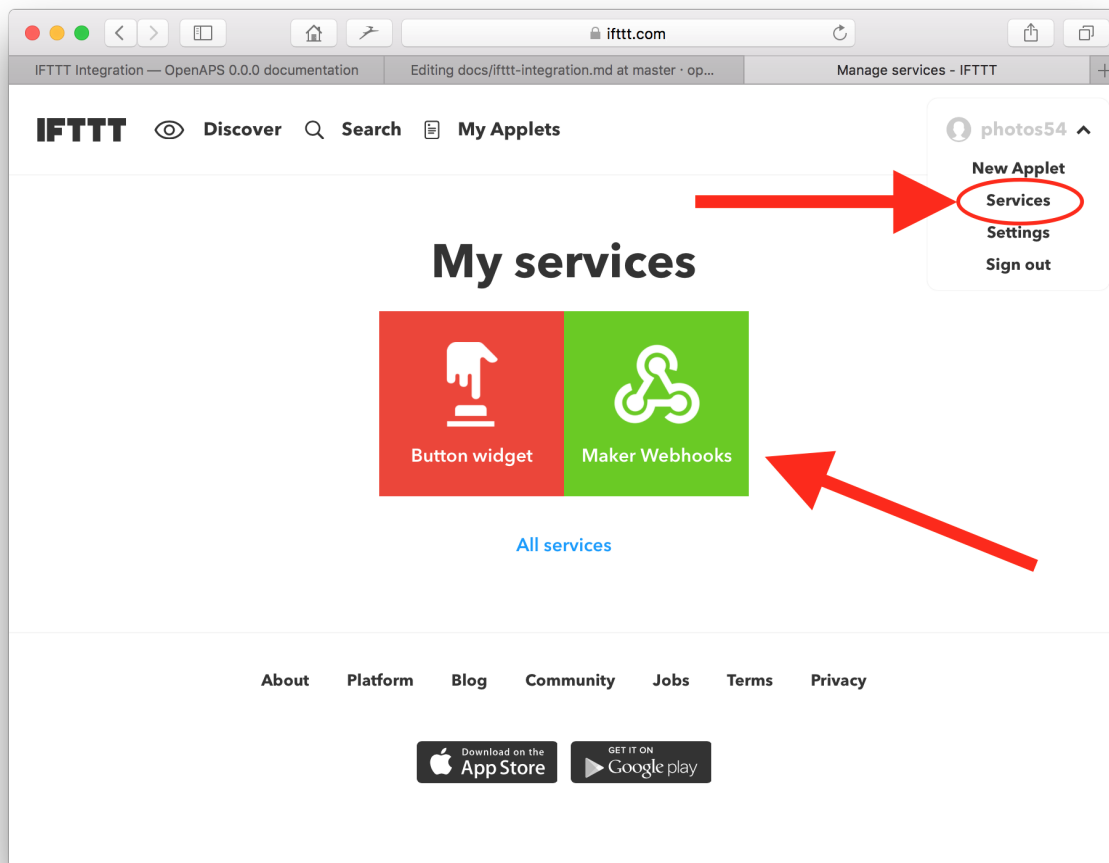 ifttt.com
IFTTT Integration — OpenAPS 0.0.0 documentation
Editing docs/ifttt-integration.md at master · op...
Manage services - IFTTT
IFTTT
Discover
Search
My Applets
photos54
New Applet
Services
Settings
Sign out
My services
Button widget
Maker Webhooks
All services
About
Platform
Blog
Community
Jobs
Terms
Privacy
Download on the
App Store
GET IT ON
Google play